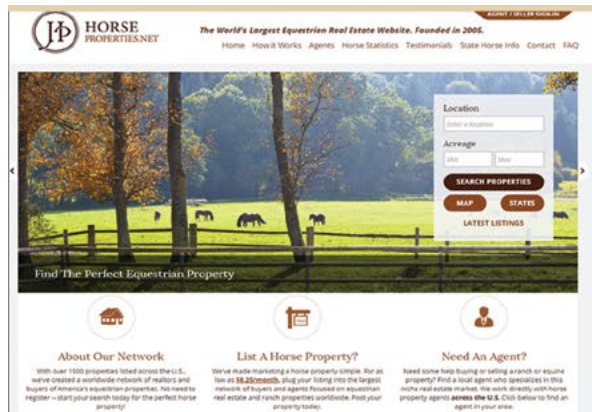 AGENT / SELLER SIGN-IN
JP
HORSE
PROPERTIES.NET
The World's Largest Equestrian Real Estate Website. Founded in 2005.
Home How it Works Agents Horse Statistics Testimonials State Horse Info Contact FAQ
Location
Enter a location
Acreage
Min Max
SEARCH PROPERTIES
MAP STATES
LATEST LISTINGS
Find The Perfect Equestrian Property
About Our Network
With over 1500 properties listed across the U.S.,
we've created a worldwide network of realtors and
buyers of America's equestrian properties. No need to
register – start your search today for the perfect horse
property!
List A Horse Property?
We've made marketing a horse property simple. For as
low as $8.25/month, plug your listing into the largest
network of buyers and agents focused on equestrian
real estate and ranch properties worldwide. Post your
property today.
Need An Agent?
Need some help buying or selling a ranch or equine
property? Find a local agent who specializes in this
niche real estate market. We work directly with horse
property agents across the U.S. Click below to find an
agent in your area.